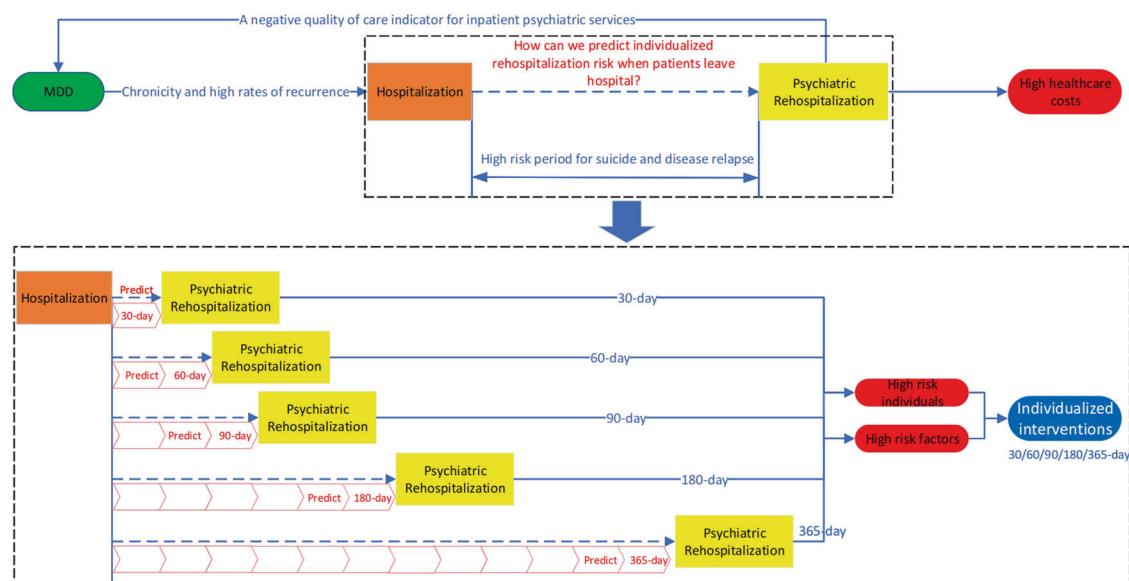 A negative quality of care indicator for inpatient psychiatric services
How can we predict individualized
rehospitalization risk when patients leave
hospital?
MDD
Chronicity and high rates of recurrence
Hospitalization
Psychiatric
Rehospitalization
High healthcare
costs
High risk period for suicide and disease relapse
Hospitalization
Predict
30-day
Psychiatric
Rehospitalization
30-day
Predict
60-day
Psychiatric
Rehospitalization
60-day
Predict
90-day
Psychiatric
Rehospitalization
90-day
Predict
180-day
Psychiatric
Rehospitalization
180-day
Predict
365-day
Psychiatric
Rehospitalization
365-day
High risk
individuals
High risk factors
Individualized
interventions
30/60/90/180/365-day